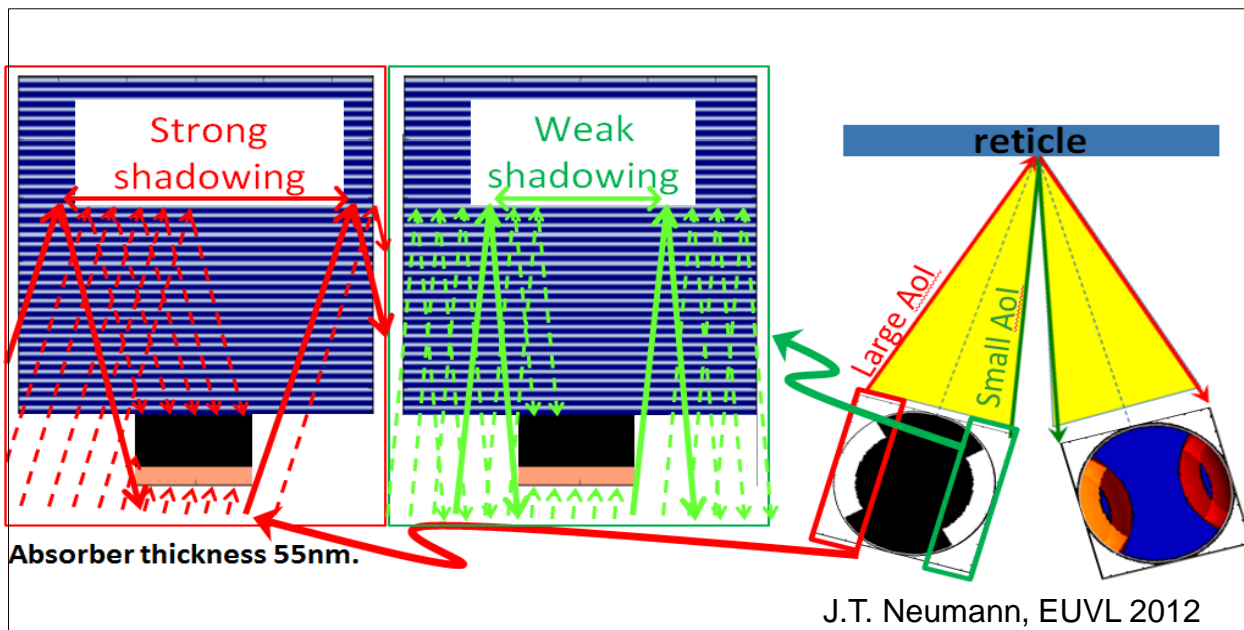 Strong
shadowing
Weak
shadowing
reticle
Large AoI
Small AoI
Absorber thickness 55nm.
J.T. Neumann, EUVL 2012